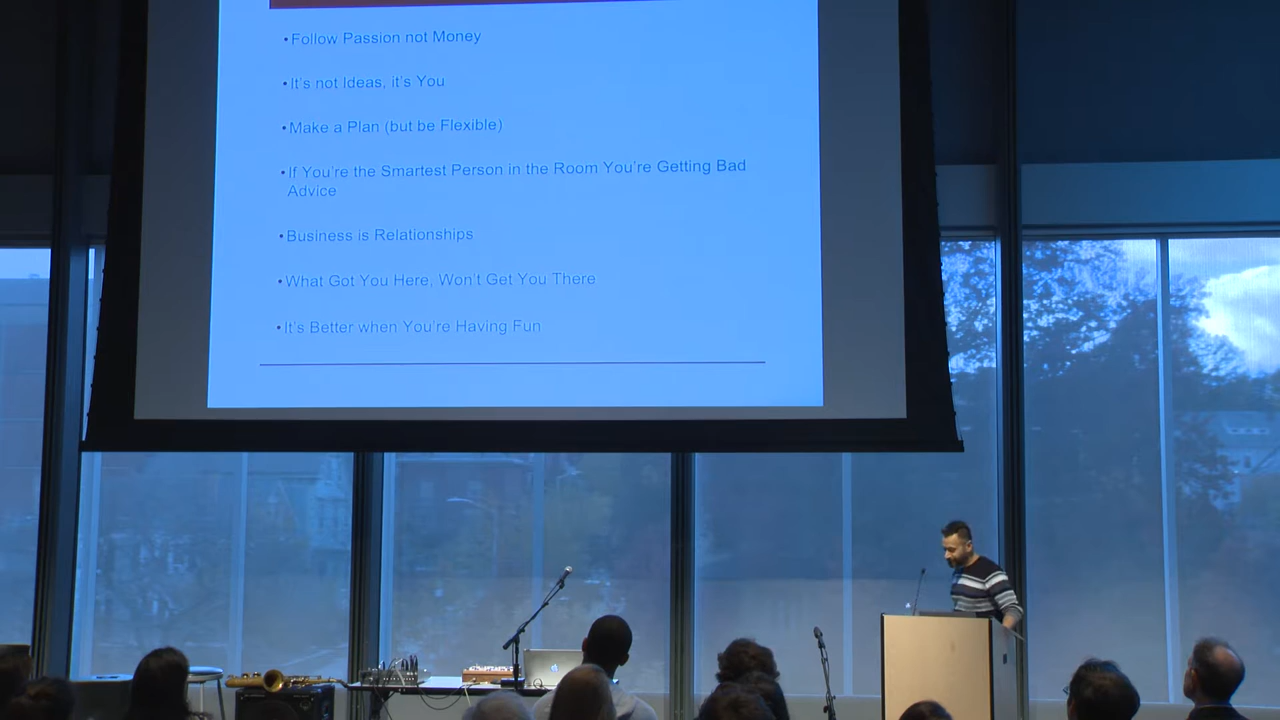 •Follow Passion not Money
•It's not Ideas, it's You
•Make a Plan (but be Flexible)
•If You're the Smartest Person in the Room You're Getting Bad
Advice
•Business is Relationships
•What Got You Here, Won't Get You There
•It's Better when You're Having Fun